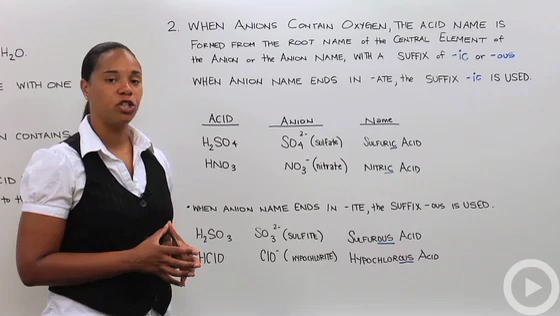 H2O.
E WITH ONE
N CONTAINS
CID
to th
2. WHEN ANIONS CONTAIN OXYGEN, THE ACID NAME IS
FORMED FROM THE ROOT NAME of the CENTRAL ELEMENT of
the ANION or the ANION NAME, WITH A SUFFIX of -ic or -ous
WHEN ANION NAME ENDS IN -ATE, the SUFFIX -ic IS USED.
ACID ANION NAME
H2SO4 SO4 2- (sulfate) SULFURIC ACID
HNO3 NO3 - (nitrate) NITRIC ACID
• WHEN ANION NAME ENDS IN -ITE, the SUFFIX -OUS IS USED.
H2SO3 SO3 2- (SULFITE) SULFUROUS ACID
HClO ClO- (HYPOCHLORITE) HYPOCHLOROUS ACID